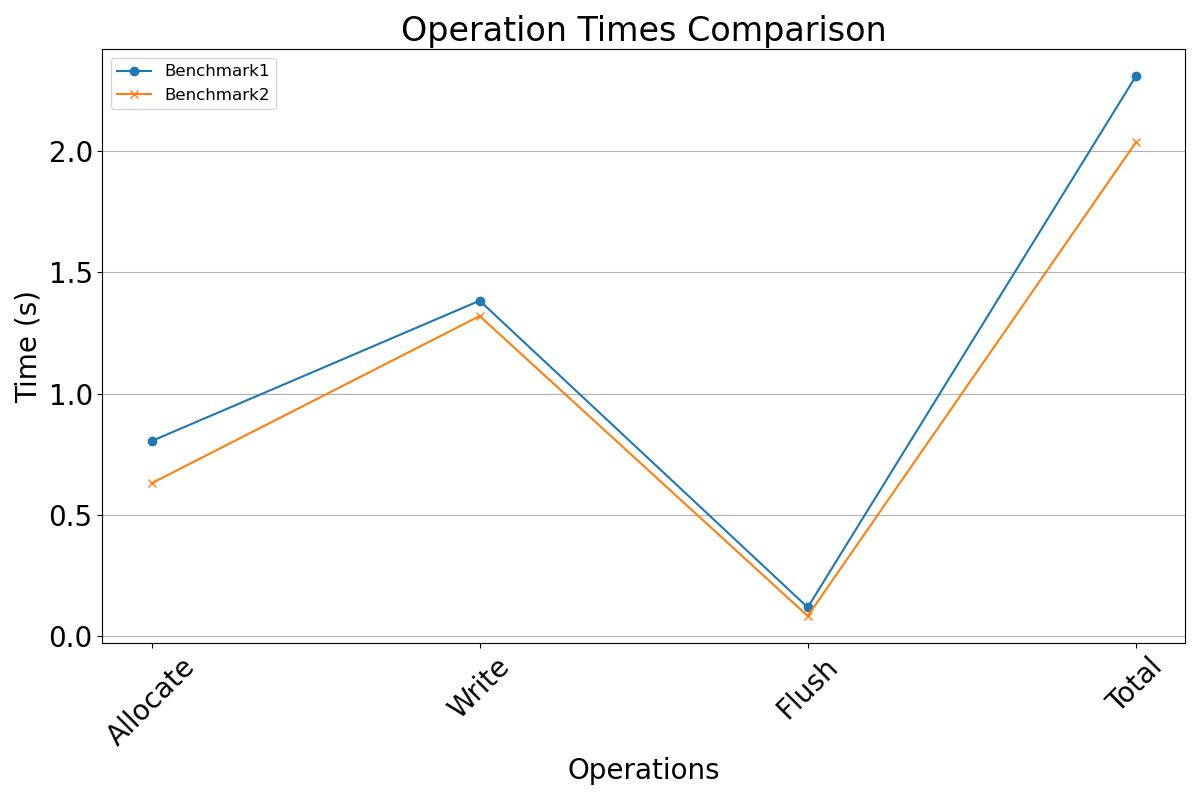 Operation Times Comparison
Benchmark1
Benchmark2
2.0
1.5
1.0
0.5
0.0
Time (s)
Allocate
Write
Flush
Total
Operations